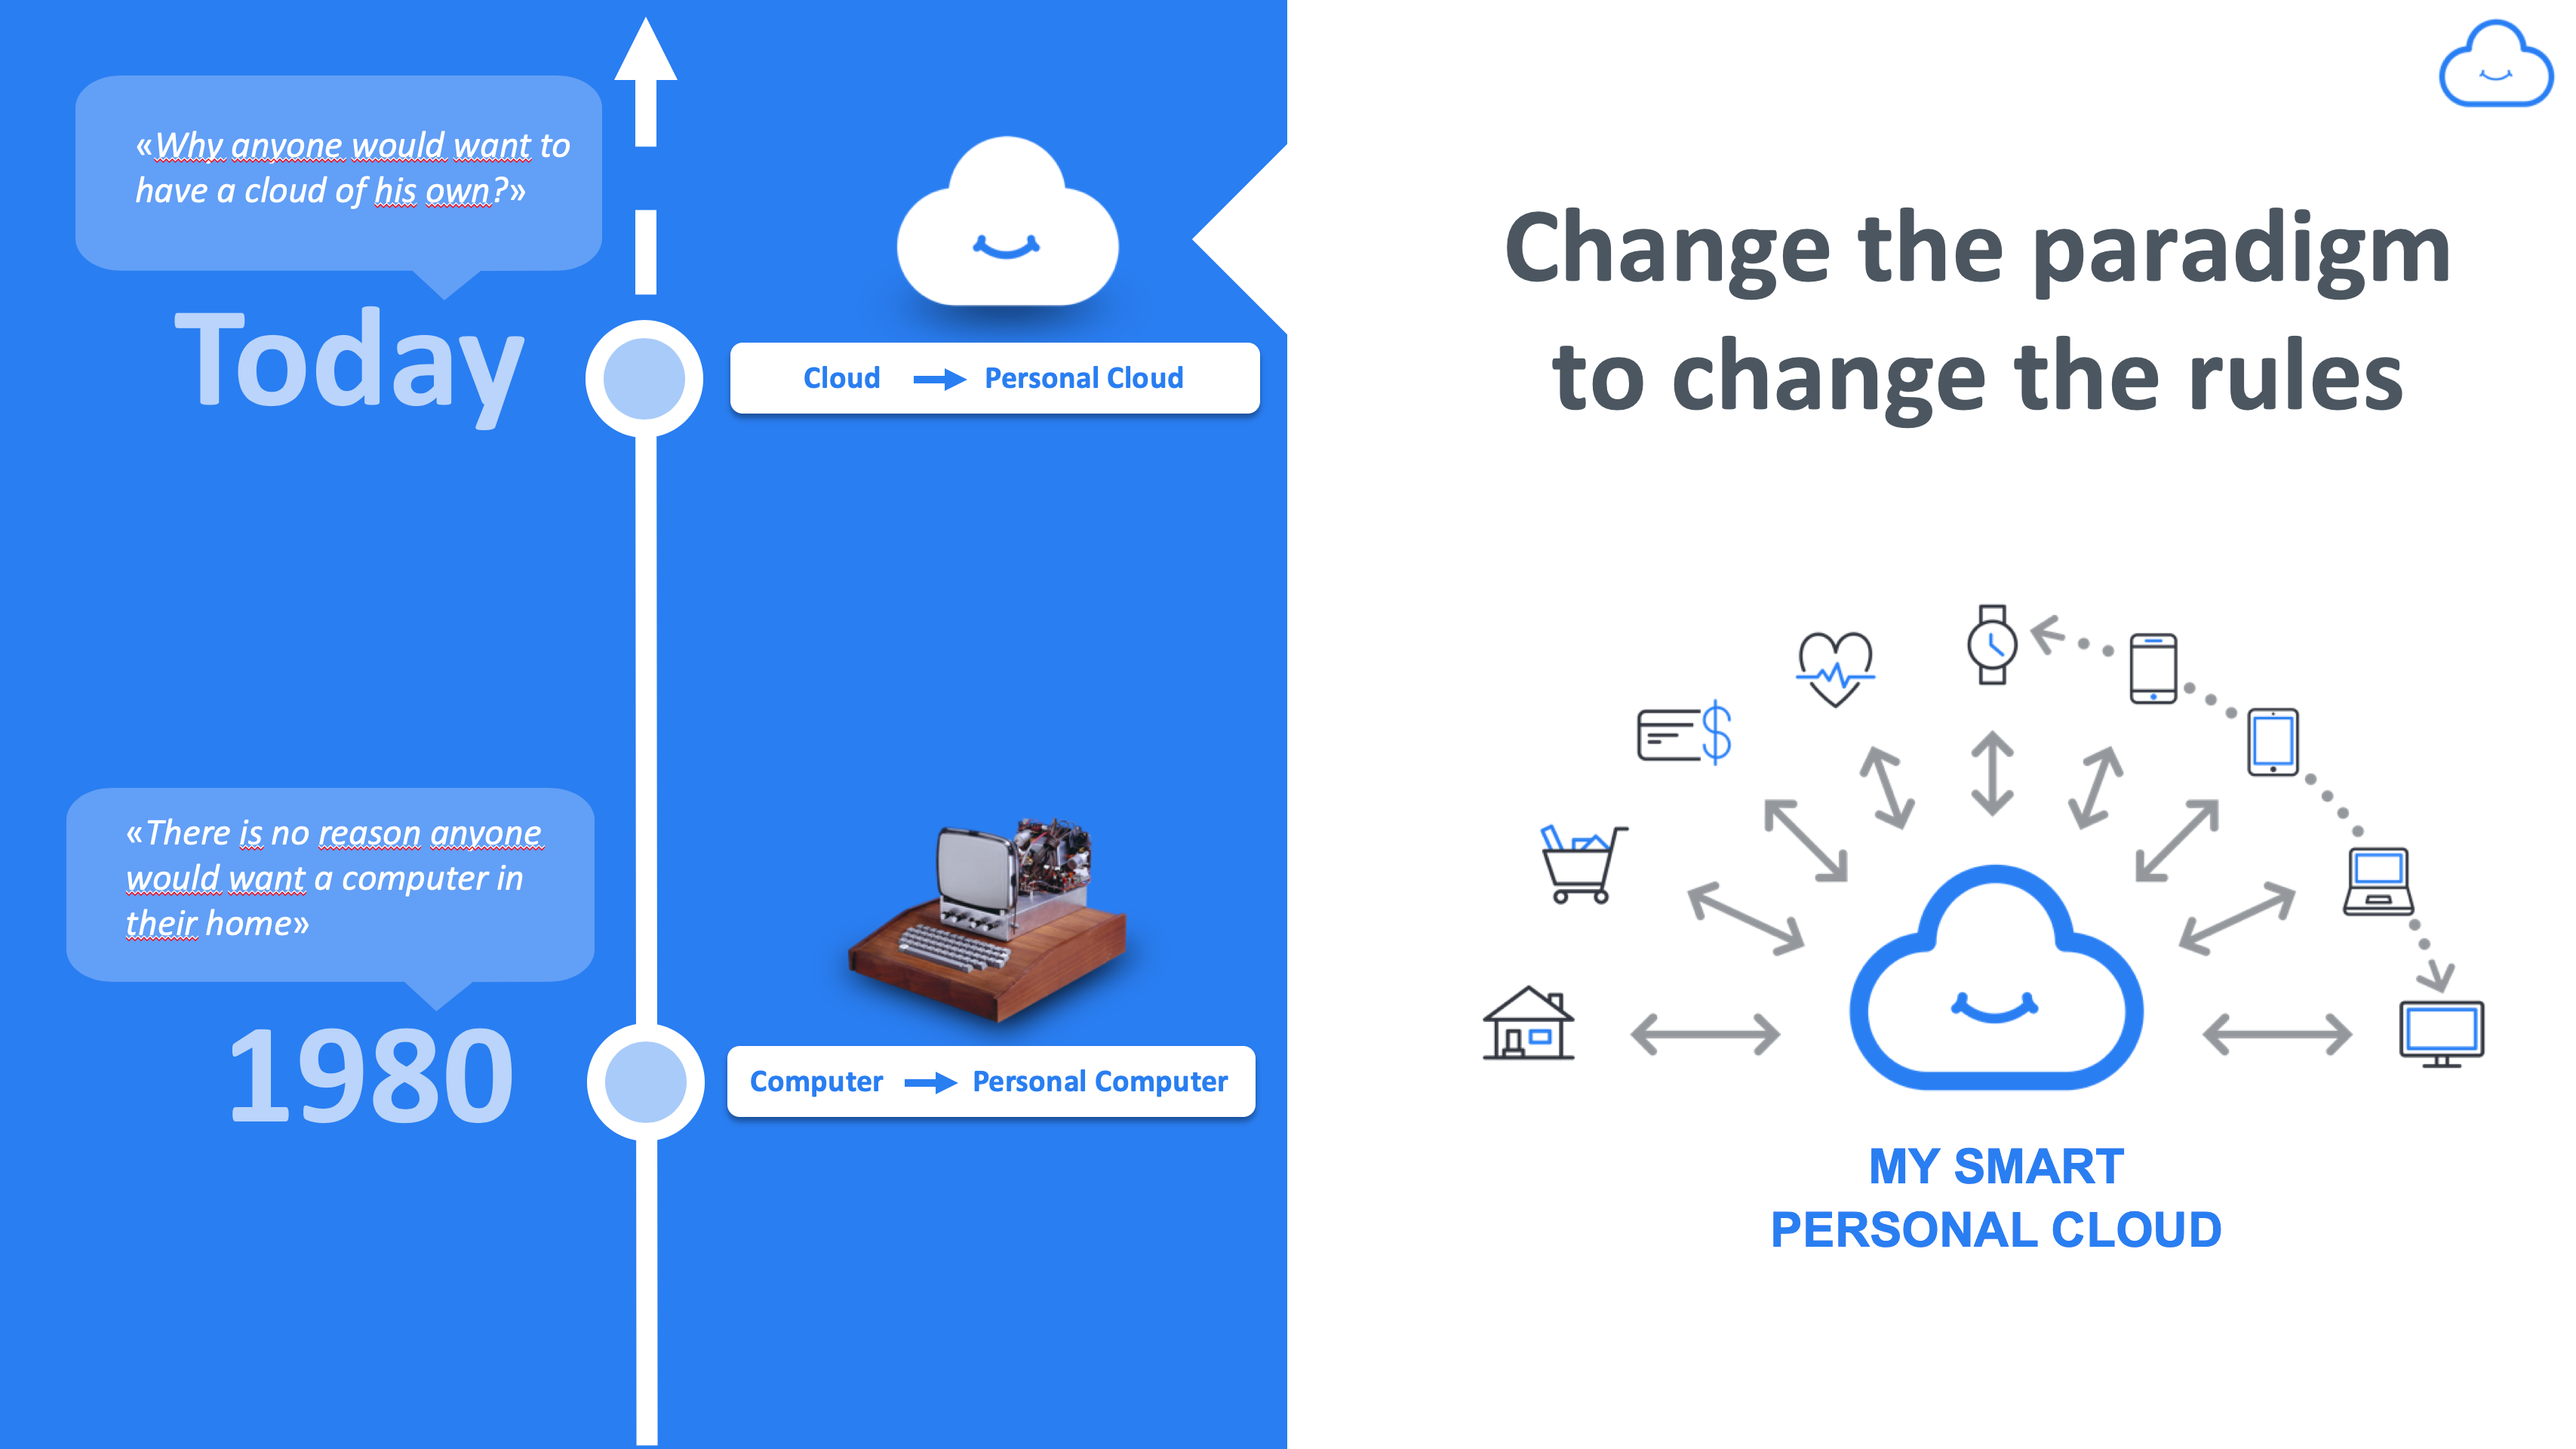 «Why anyone would want to
have a cloud of his own?»
Today
Cloud
Personal Cloud
«There is no reason anyone
would want a computer in
their home»
1980
Computer
Personal Computer
Change the paradigm
to change the rules
$
MY SMART
PERSONAL CLOUD